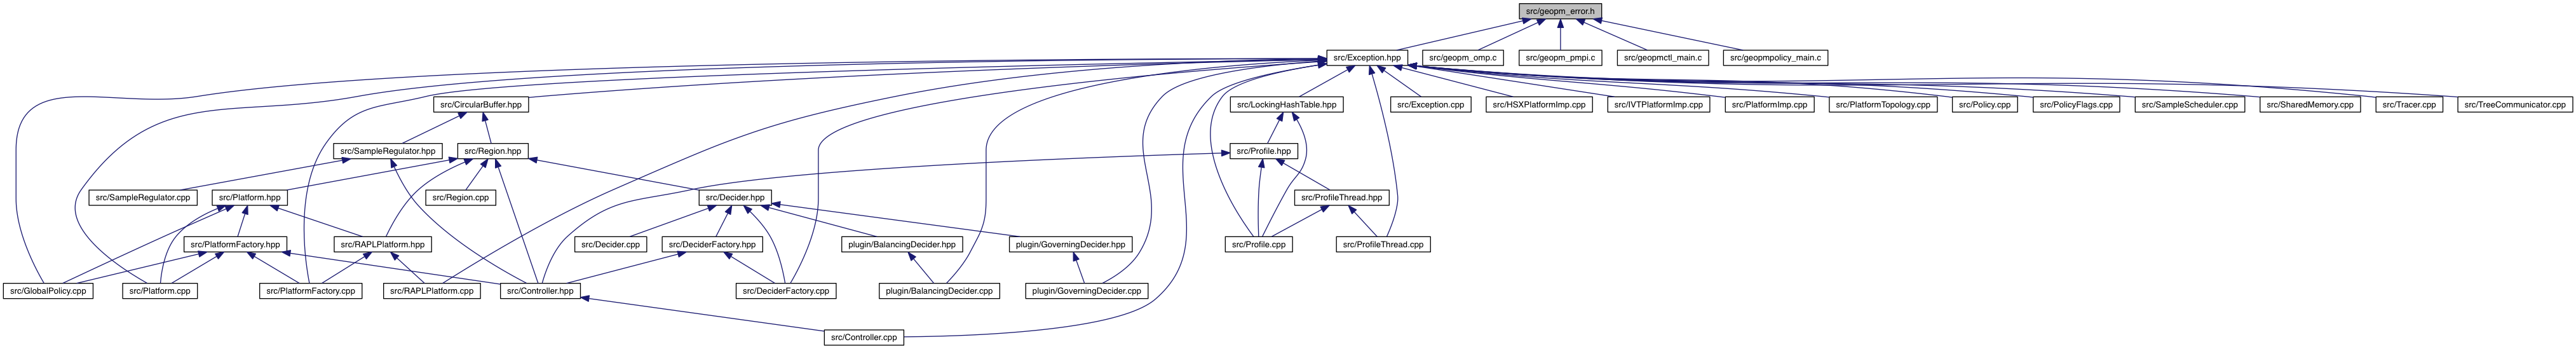 src/geopm_error.h
src/Exception.hpp
src/geopm_omp.c
src/geopm_pmpi.c
src/geopmctl_main.c
src/geopmpolicy_main.c
src/CircularBuffer.hpp
src/LockingHashTable.hpp
src/Exception.cpp
src/HSXPlatformImp.cpp
src/IVTPlatformImp.cpp
src/PlatformImp.cpp
src/PlatformTopology.cpp
src/Policy.cpp
src/PolicyFlags.cpp
src/SampleScheduler.cpp
src/SharedMemory.cpp
src/Tracer.cpp
src/TreeCommunicator.cpp
src/SampleRegulator.hpp
src/Region.hpp
src/Profile.hpp
src/SampleRegulator.cpp
src/Platform.hpp
src/Region.cpp
src/Decider.hpp
src/ProfileThread.hpp
src/PlatformFactory.hpp
src/RAPLPlatform.hpp
src/Decider.cpp
src/DeciderFactory.hpp
plugin/BalancingDecider.hpp
plugin/GoverningDecider.hpp
src/Profile.cpp
src/ProfileThread.cpp
src/GlobalPolicy.cpp
src/Platform.cpp
src/PlatformFactory.cpp
src/RAPLPlatform.cpp
src/Controller.hpp
src/DeciderFactory.cpp
plugin/BalancingDecider.cpp
plugin/GoverningDecider.cpp
src/Controller.cpp